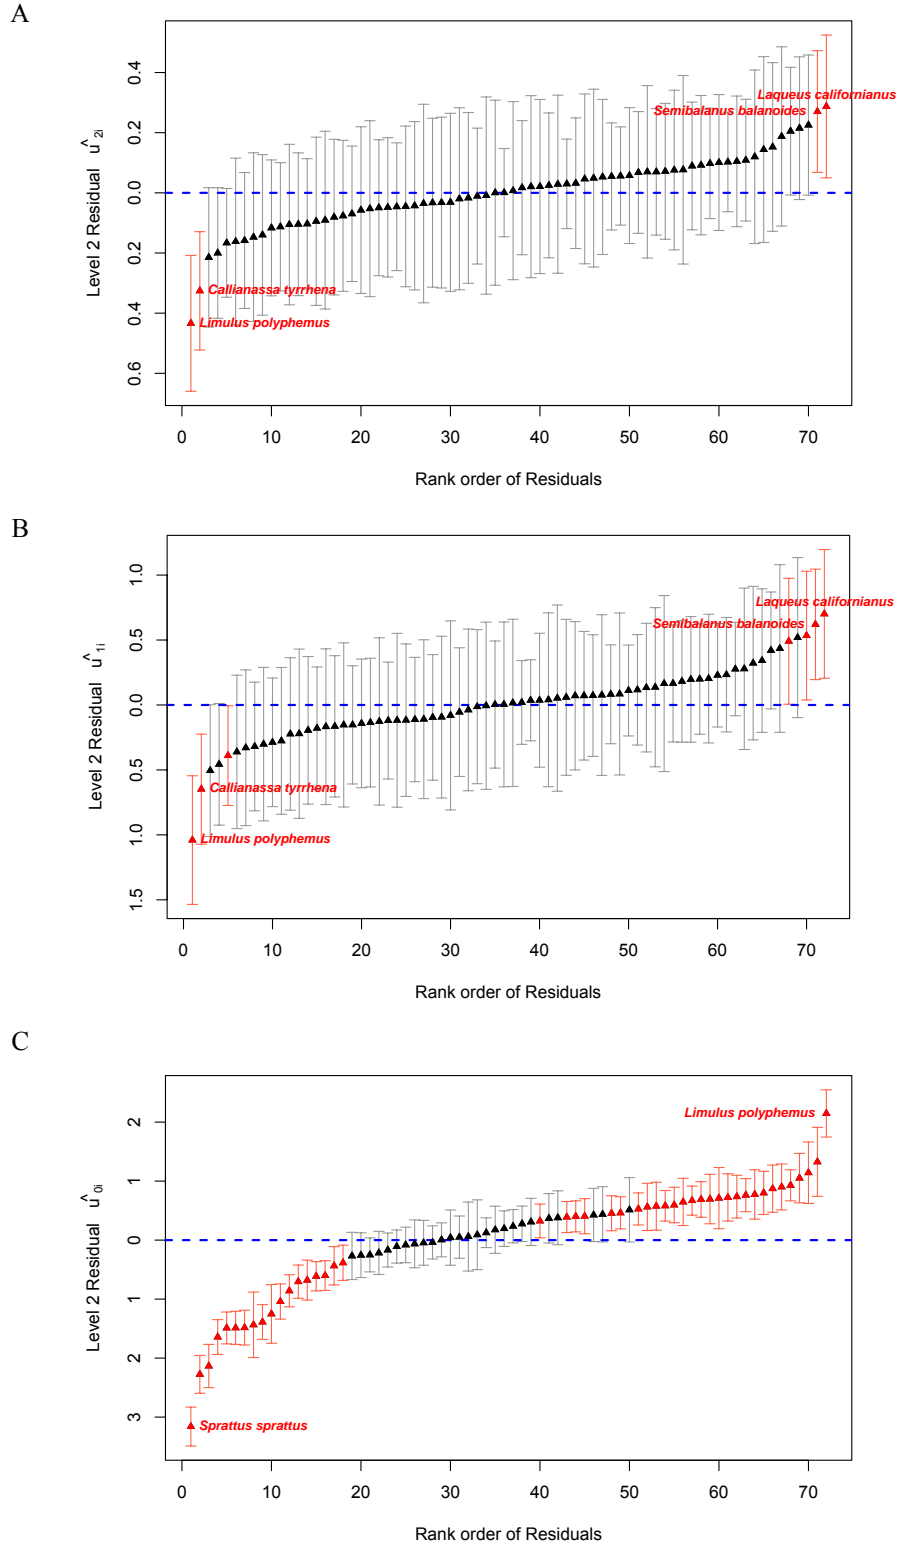 A
Level 2 Residual û 2i
0.4
0.2
0.0
0.2
0.4
0.6
Laqueus californianus
Semibalanus balanoides
Callianassa tyrrhena
Limulus polyphemus
0 10 20 30 40 50 60 70
Rank order of Residuals
B
Level 2 Residual û 1i
1.0
0.5
0.0
0.5
1.0
1.5
Laqueus californianus
Semibalanus balanoides
Callianassa tyrrhena
Limulus polyphemus
0 10 20 30 40 50 60 70
Rank order of Residuals
C
Level 2 Residual û 0i
2
1
0
1
2
3
Limulus polyphemus
Sprattus sprattus
0 10 20 30 40 50 60 70
Rank order of Residuals